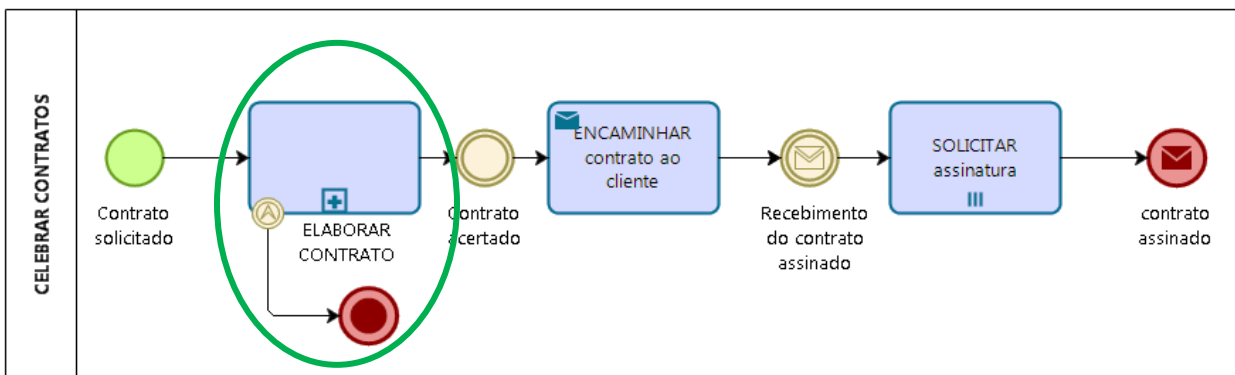 CELEBRAR CONTRATOS
Contrato
solicitado
ELABORAR
CONTRATO
Contrato
acertado
ENCAMINHAR
contrato ao
cliente
Recebimento
do contrato
assinado
SOLICITAR
assinatura
contrato
assinado